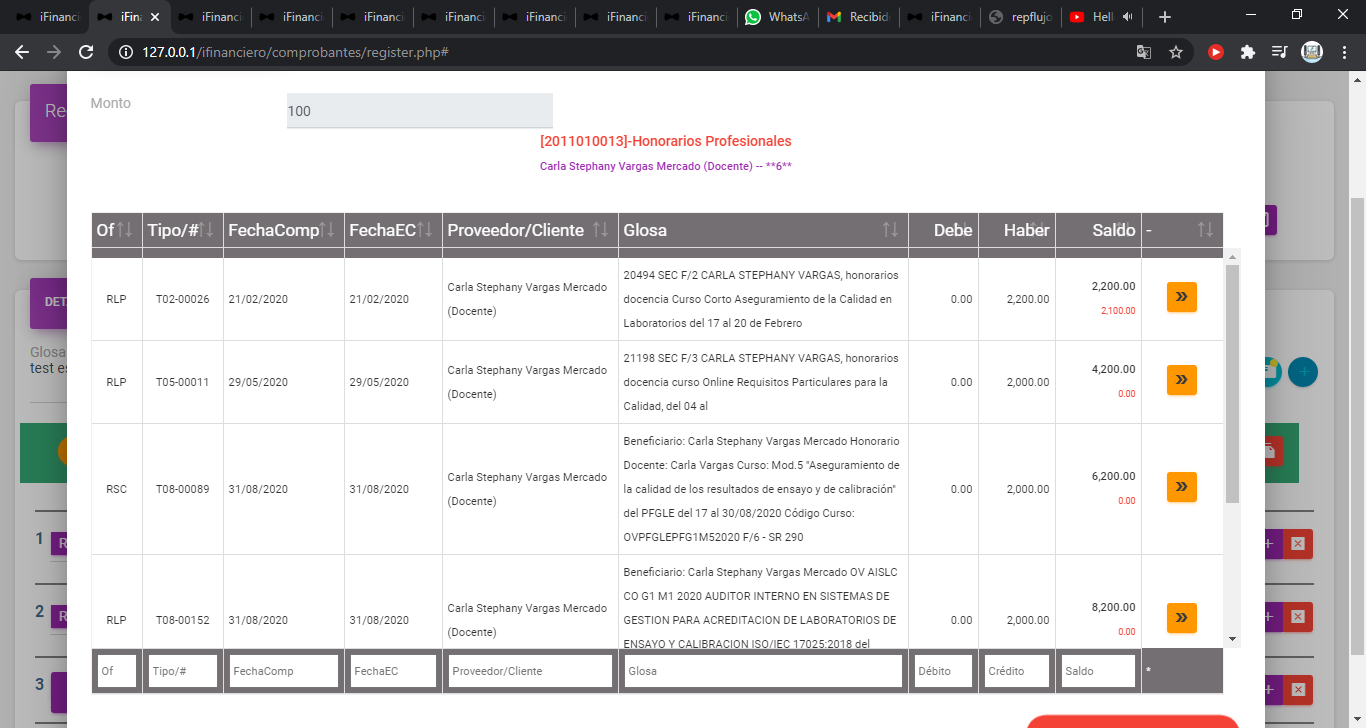 iFinanci
iFina
iFinanci
iFinanci
iFinanci
iFinanci
iFinanci
iFinanci
iFinanci
WhatsA
Recibid
iFinanci
repflujo
Hell
127.0.0.1/ifinanciero/comprobantes/register.php#
Monto
100
[2011010013]-Honorarios Profesionales
Carla Stephany Vargas Mercado (Docente) -- **6**
Of Tipo/# FechaComp FechaEC Proveedor/Cliente Glosa Debe Haber Saldo -
RLP T02-00026 21/02/2020 21/02/2020
Carla Stephany Vargas Mercado
(Docente)
20494 SEC F/2 CARLA STEPHANY VARGAS, honorarios
docencia Curso Corto Aseguramiento de la Calidad en
Laboratorios del 17 al 20 de Febrero
0.00 2,200.00
2,200.00
2,100.00
RLP T05-00011 29/05/2020 29/05/2020
Carla Stephany Vargas Mercado
(Docente)
21198 SEC F/3 CARLA STEPHANY VARGAS, honorarios
docencia curso Online Requisitos Particulares para la
Calidad, del 04 al
0.00 2,000.00
4,200.00
0.00
RSC T08-00089 31/08/2020 31/08/2020
Carla Stephany Vargas Mercado
(Docente)
Beneficiario: Carla Stephany Vargas Mercado Honorario
Docente: Carla Vargas Curso: Mod.5 "Aseguramiento de
la calidad de los resultados de ensayo y de calibración"
del PFGLE del 17 al 30/08/2020 Código Curso:
OVPFGLEPFG1M52020 F/6 - SR 290
0.00 2,000.00
6,200.00
0.00
RLP T08-00152 31/08/2020 31/08/2020
Carla Stephany Vargas Mercado
(Docente)
Beneficiario: Carla Stephany Vargas Mercado OV AISLC
CO G1 M1 2020 AUDITOR INTERNO EN SISTEMAS DE
GESTION PARA ACREDITACION DE LABORATORIOS DE
ENSAYO Y CALIBRACION ISO/IEC 17025:2018 del
0.00 2,000.00
8,200.00
0.00
Of Tipo/# FechaComp FechaEC Proveedor/Cliente Glosa Débito Crédito Saldo *
Re
DET
Glosa
test es
1 R
2 R
3